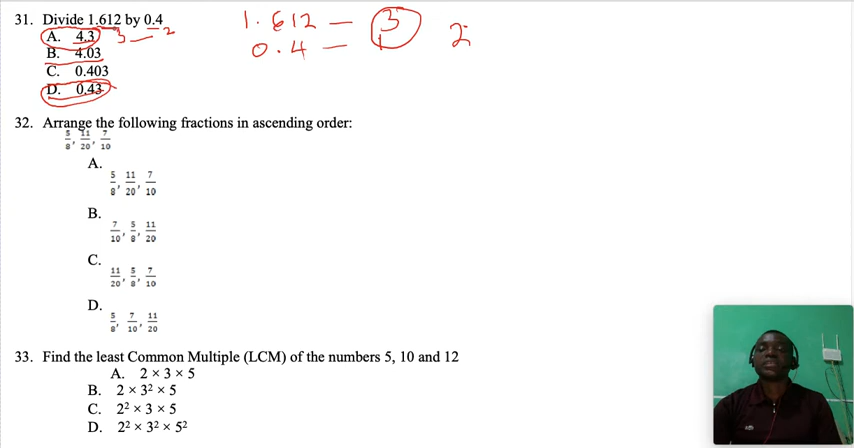 31. Divide 1.612 by 0.4
1.612 — 3
0.4 — 1
2
A. 4.3 3 — 2
B. 4.03
C. 0.403
D. 0.43
32. Arrange the following fractions in ascending order:
5/8, 11/20, 7/10
A.
5/8, 11/20, 7/10
B.
7/10, 5/8, 11/20
C.
11/20, 5/8, 7/10
D.
5/8, 7/10, 11/20
33. Find the least Common Multiple (LCM) of the numbers 5, 10 and 12
A. 2 × 3 × 5
B. 2 × 3² × 5
C. 2² × 3 × 5
D. 2² × 3² × 5²